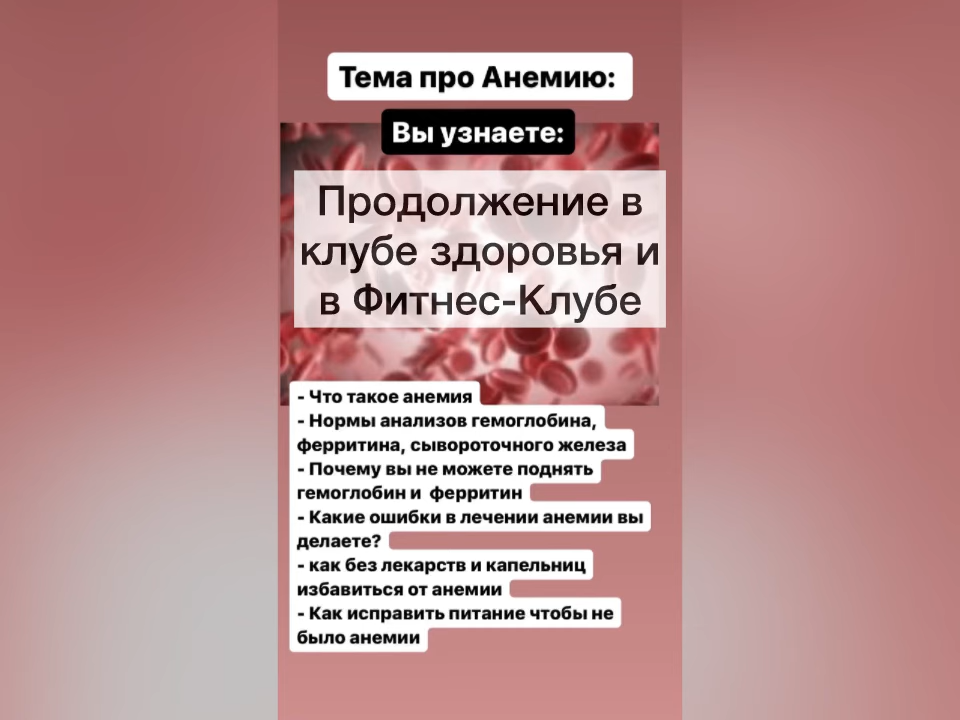 Тема про Анемию:
Вы узнаете:
Продолжение в
клубе здоровья и
в Фитнес-Клубе
- Что такое анемия
- Нормы анализов гемоглобина,
ферритина, сывороточного железа
- Почему вы не можете поднять
гемоглобин и ферритин
- Какие ошибки в лечении анемии вы
делаете?
- как без лекарств и капельниц
избавиться от анемии
- Как исправить питание чтобы не
было анемии